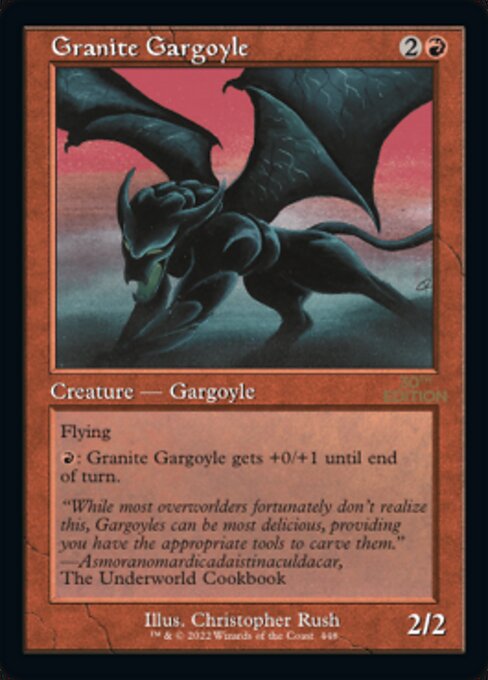 Granite Gargoyle 2
30TH
EDITION
Creature — Gargoyle
Flying
: Granite Gargoyle gets +0/+1 until end
of turn.
“While most overworlders fortunately don’t realize
this, Gargoyles can be most delicious, providing
you have the appropriate tools to carve them.”
—Asmoranomardicadaistinaculdacar,
The Underworld Cookbook
Illus. Christopher Rush
™ & © 2022 Wizards of the Coast 448
2/2